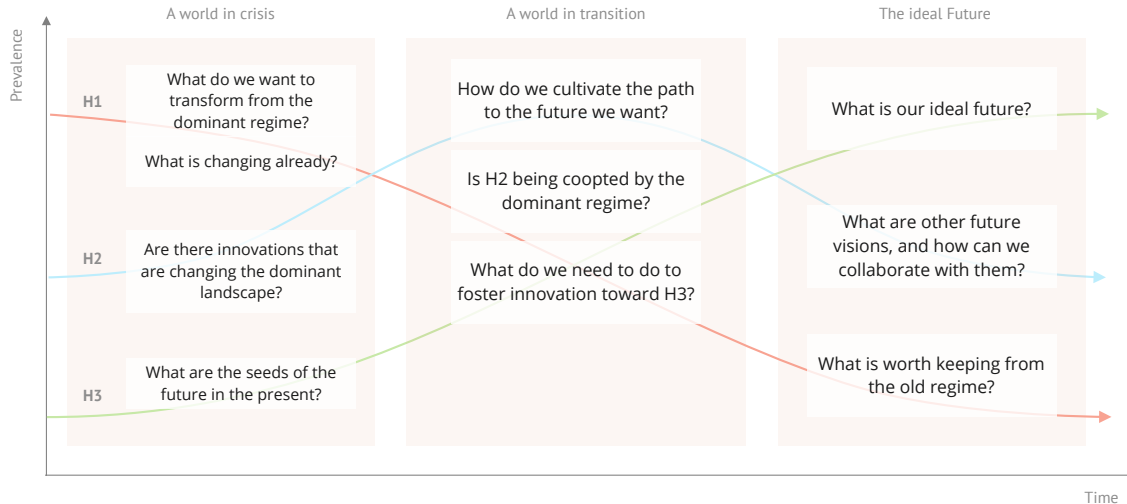 A world in crisis
A world in transition
The ideal Future
Prevalence
H1
What do we want to
transform from the
dominant regime?
What is changing already?
H2
Are there innovations that
are changing the dominant
landscape?
H3
What are the seeds of the
future in the present?
How do we cultivate the path
to the future we want?
Is H2 being coopted by the
dominant regime?
What do we need to do to
foster innovation toward H3?
What is our ideal future?
What are other future
visions, and how can we
collaborate with them?
What is worth keeping from
the old regime?
Time